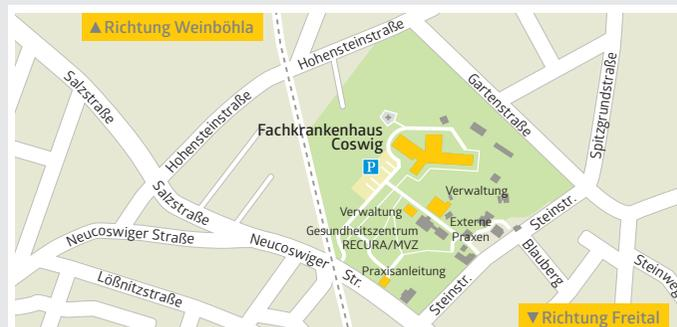 ▲Richtung Weinböhla
Hohensteinstraße
Salzstraße
Gartenstraße
Spitzgrundstraße
Hohensteinstraße
Fachkrankenhaus
Coswig
P
Salzstraße
Verwaltung
Verwaltung
Steinstr.
Externe
Praxen
Gesundheitszentrum
RECURA/MVZ
Neucoswiger Straße
Neucoswiger
Str.
Blauberg
Steinweg
Praxisanleitung
Lößnitzstraße
Steinstr.
▼Richtung Freital